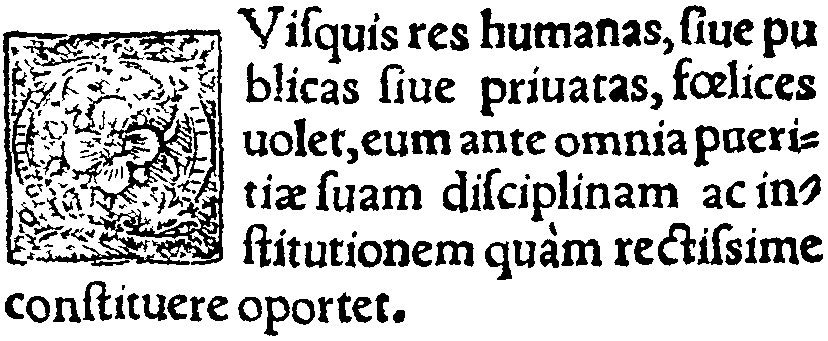 QViſquis res humanas, ſiue pu
blicas ſiue priuatas, fœlices
uolet, eum ante omnia pueri⸗
tiæ ſuam diſciplinam ac in⸗
ſtitutionem quàm rectiſsime
conſtituere oportet.